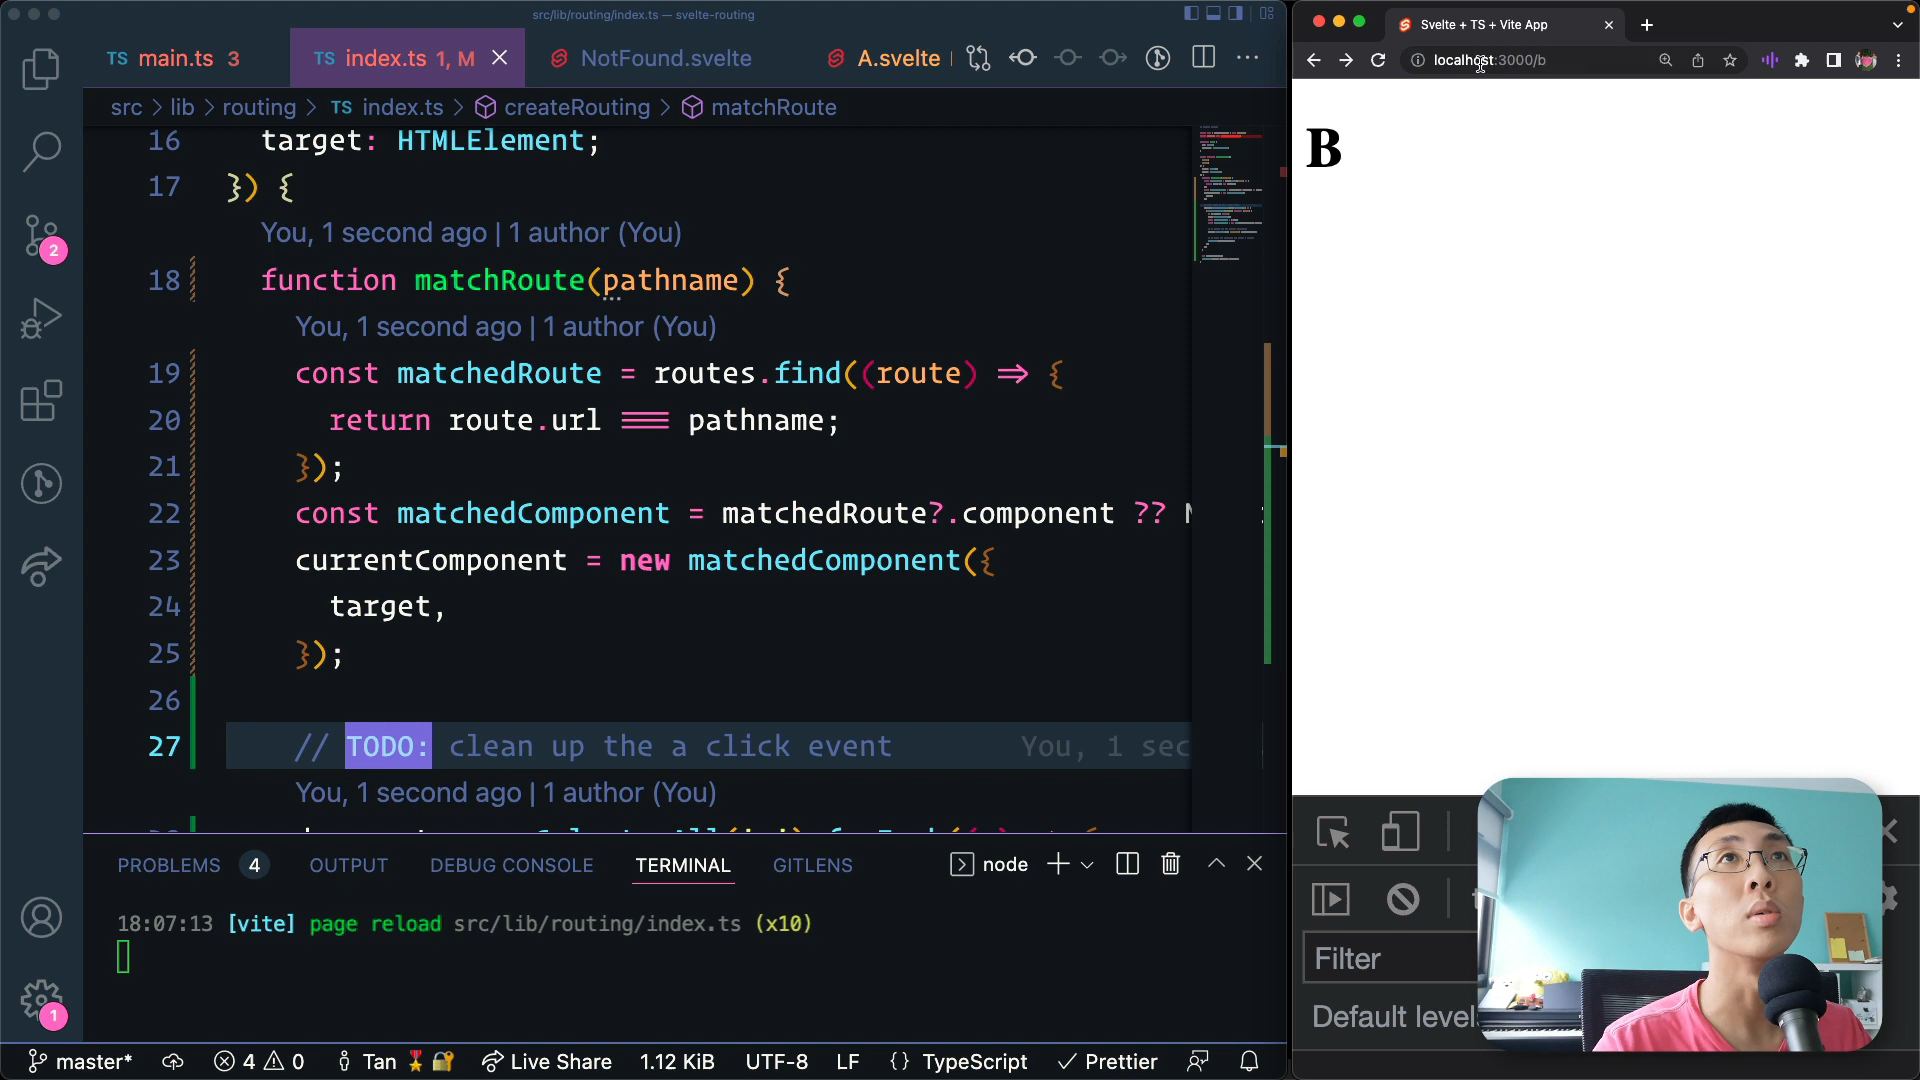 src/lib/routing/index.ts — svelte-routing
TS main.ts 3
TS index.ts 1, M
NotFound.svelte
A.svelte
src > lib > routing > TS index.ts > createRouting > matchRoute
16 target: HTMLElement;
17 }) {
You, 1 second ago | 1 author (You)
18 function matchRoute(pathname) {
You, 1 second ago | 1 author (You)
19 const matchedRoute = routes.find((route) => {
20 return route.url === pathname;
21 });
22 const matchedComponent = matchedRoute?.component ??
23 currentComponent = new matchedComponent({
24 target,
25 });
26
27 // TODO: clean up the a click event You, 1 sec
You, 1 second ago | 1 author (You)
PROBLEMS 4 OUTPUT DEBUG CONSOLE TERMINAL GITLENS node
18:07:13 [vite] page reload src/lib/routing/index.ts (x10)
2
1
master* 4 0 Tan Live Share 1.12 KiB UTF-8 LF {} TypeScript Prettier
Svelte + TS + Vite App
localhost:3000/b
B
Filter
Default level